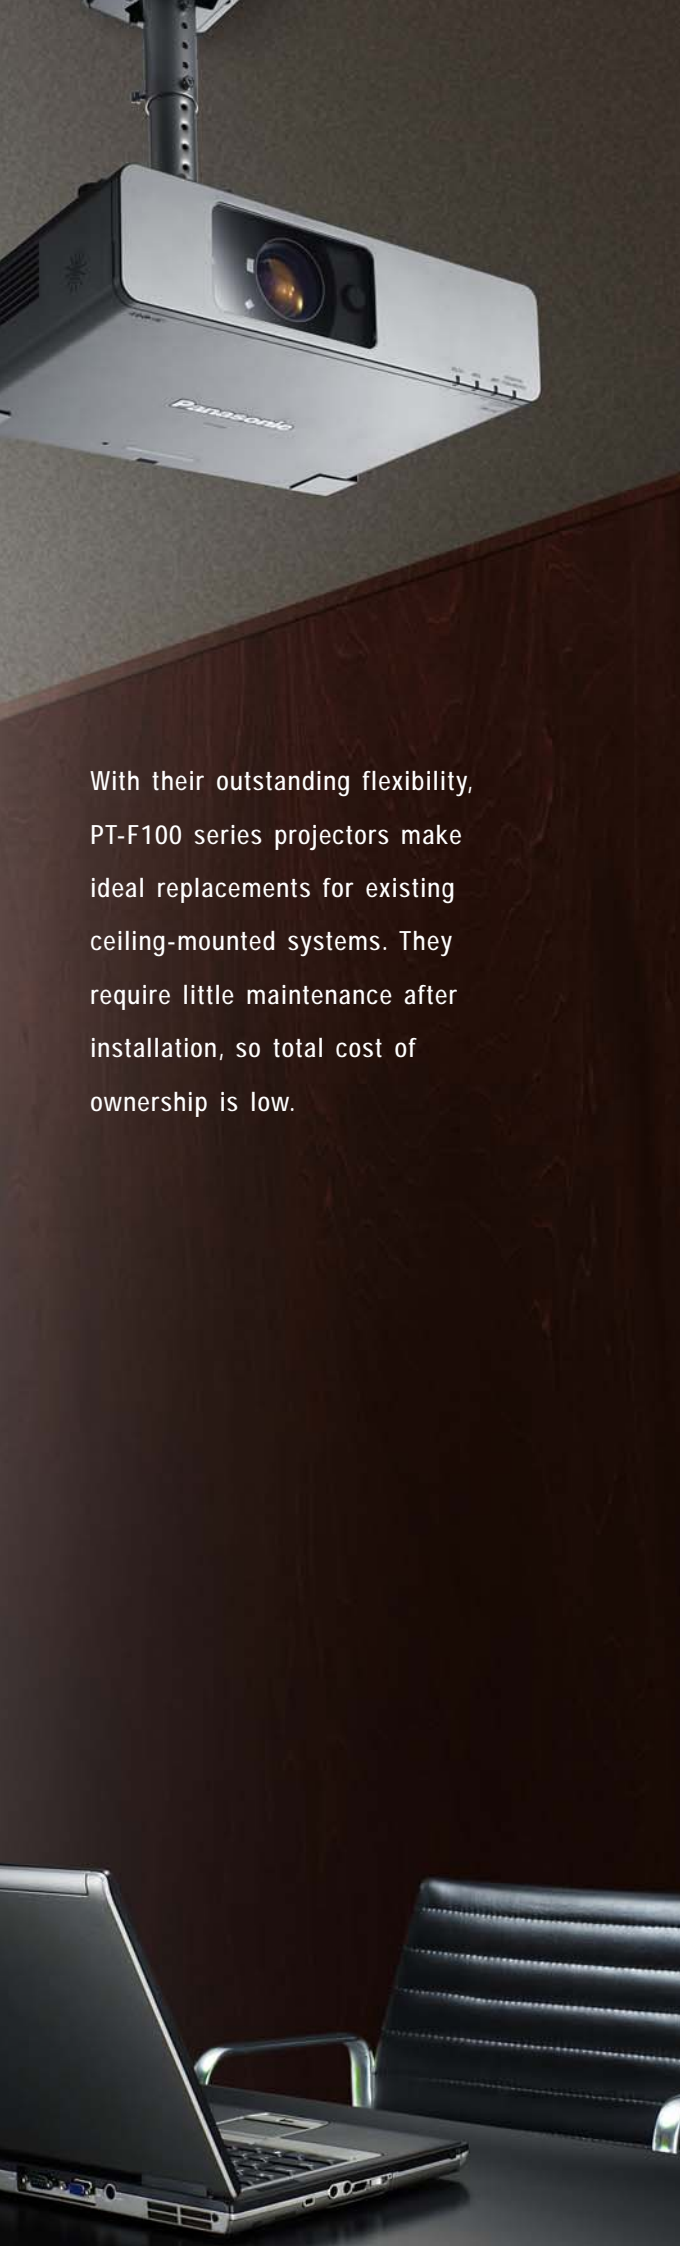 Panasonic
With their outstanding flexibility,
PT-F100 series projectors make
ideal replacements for existing
ceiling-mounted systems. They
require little maintenance after
installation, so total cost of
ownership is low.